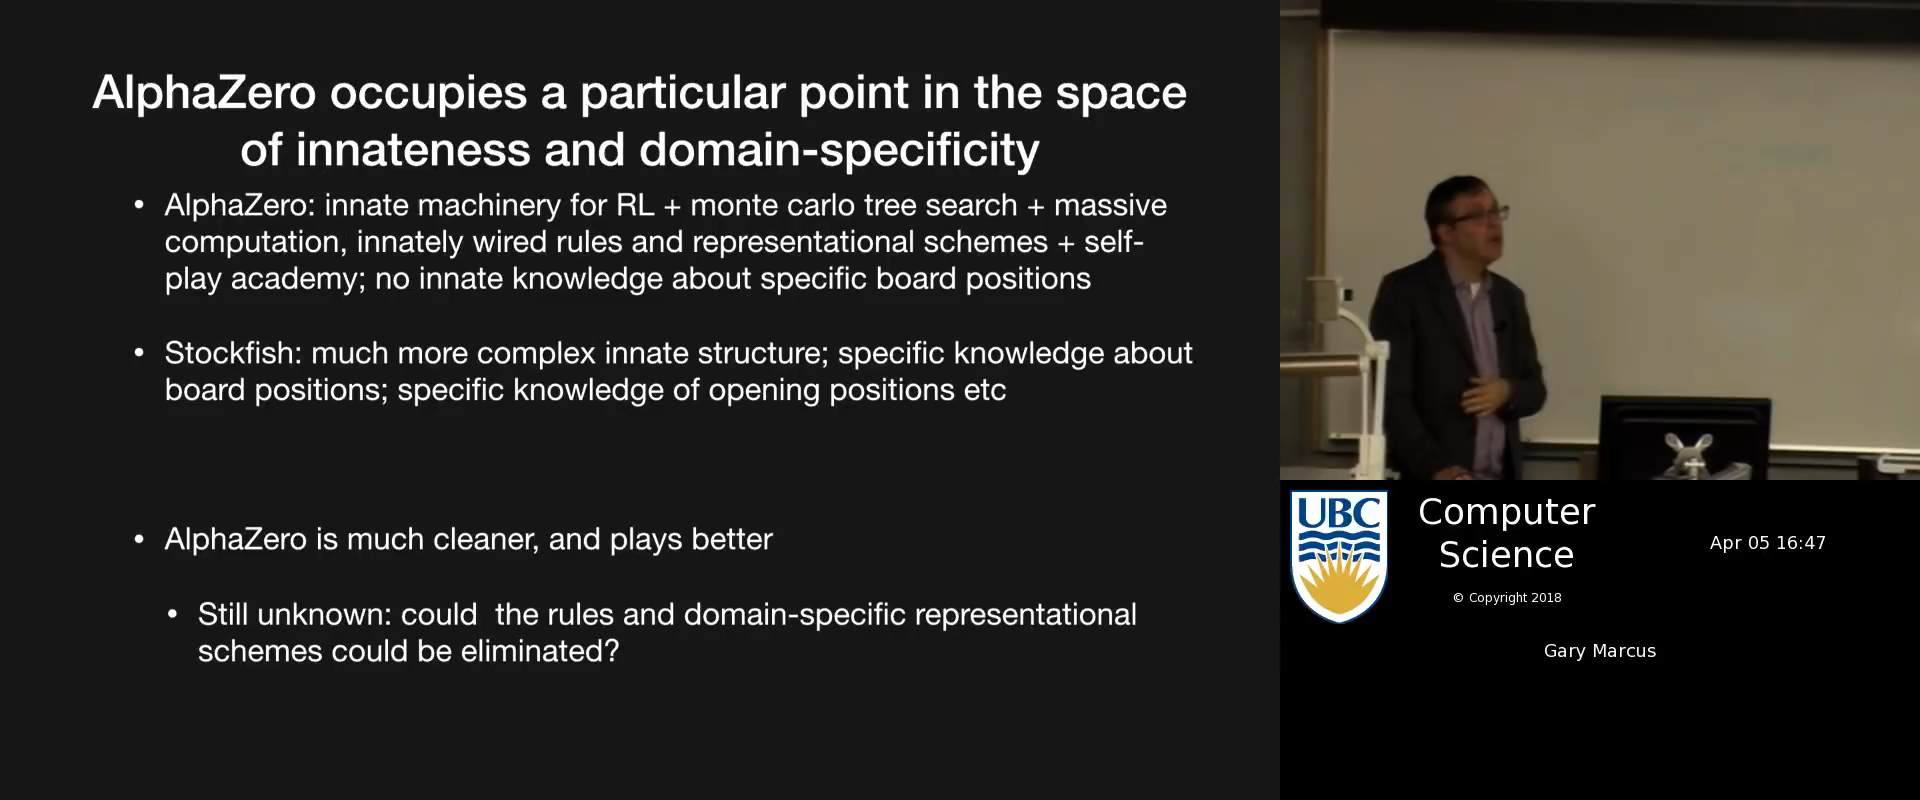 AlphaZero occupies a particular point in the space
of innateness and domain-specificity
• AlphaZero: innate machinery for RL + monte carlo tree search + massive
computation, innately wired rules and representational schemes + self-
play academy; no innate knowledge about specific board positions
• Stockfish: much more complex innate structure; specific knowledge about
board positions; specific knowledge of opening positions etc
• AlphaZero is much cleaner, and plays better
• Still unknown: could  the rules and domain-specific representational
schemes could be eliminated?
UBC
Computer
Science
© Copyright 2018
Apr 05 16:47
Gary Marcus